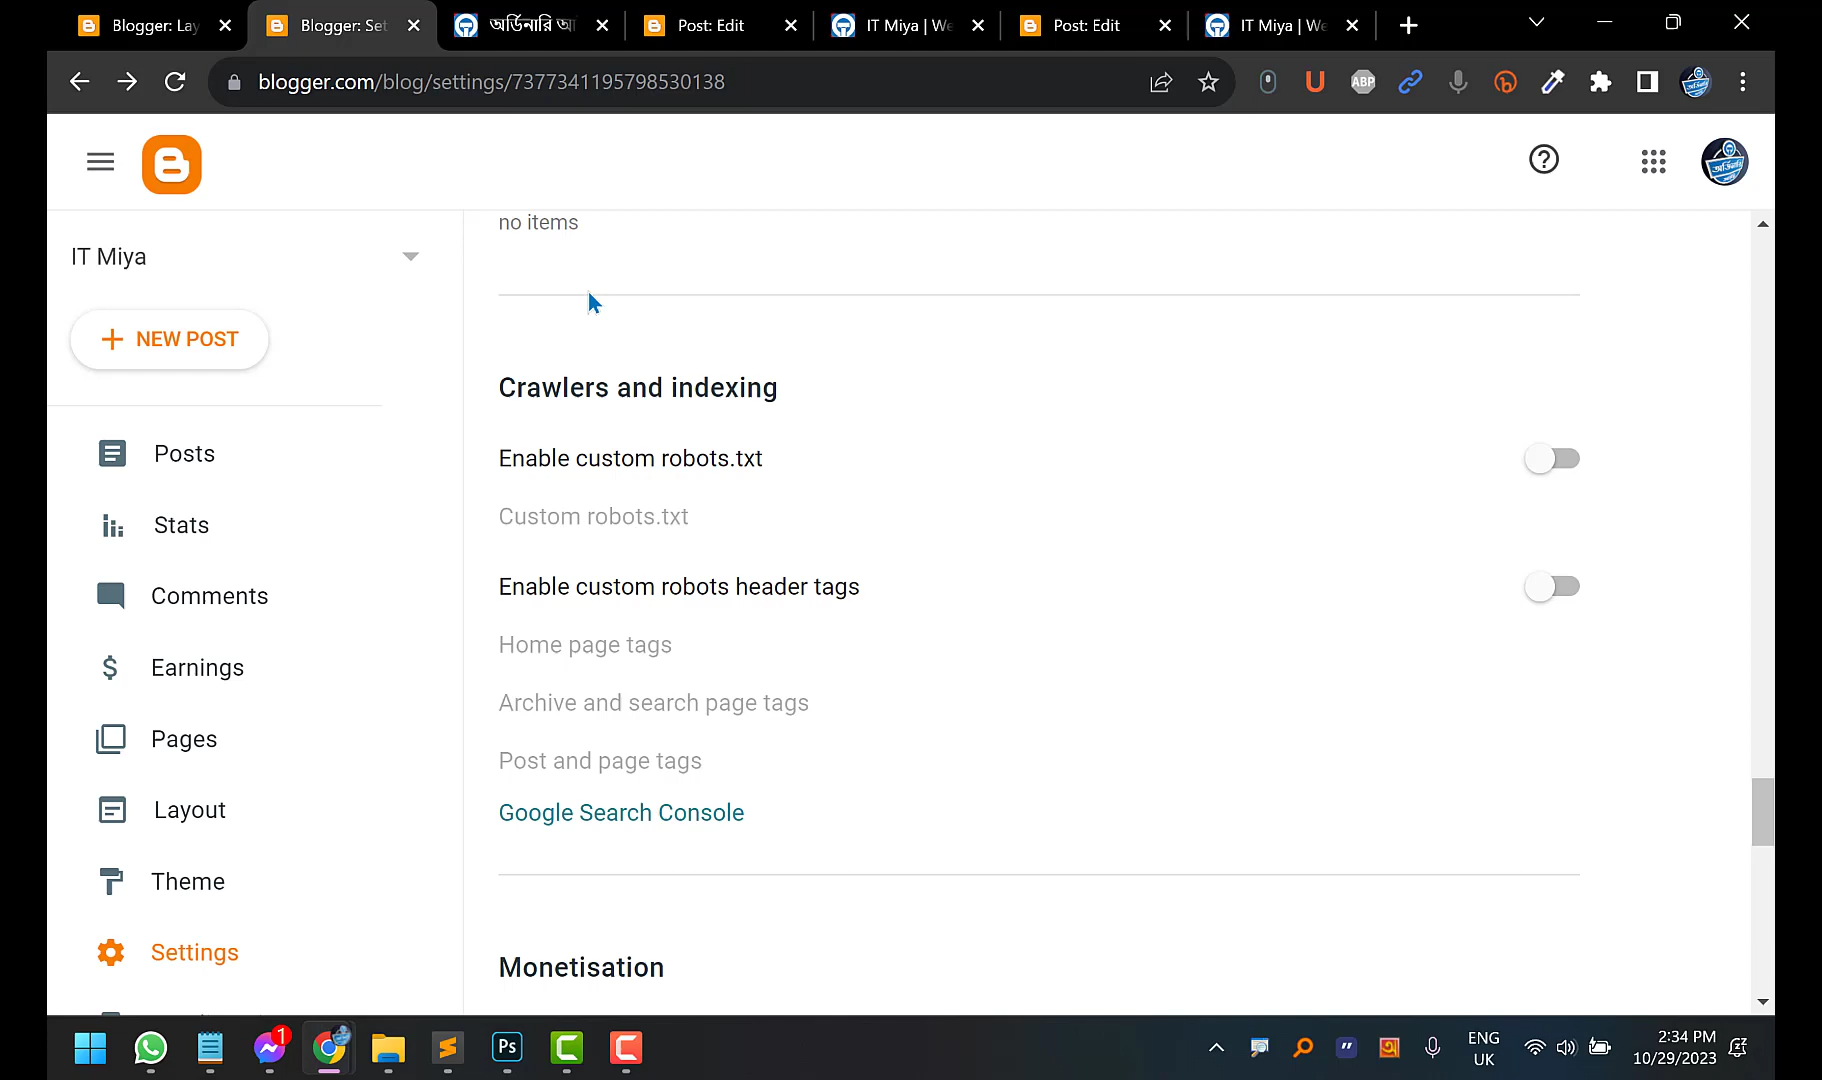 Blogger: Lay
Blogger: Set
অর্ডিনারি আ
Post: Edit
IT Miya | We
Post: Edit
IT Miya | We
blogger.com/blog/settings/7377341195798530138
ABP
IT Miya
NEW POST
Posts
Stats
Comments
Earnings
Pages
Layout
Theme
Settings
no items
Crawlers and indexing
Enable custom robots.txt
Custom robots.txt
Enable custom robots header tags
Home page tags
Archive and search page tags
Post and page tags
Google Search Console
Monetisation
1
Ps
ENG
UK
2:34 PM
10/29/2023